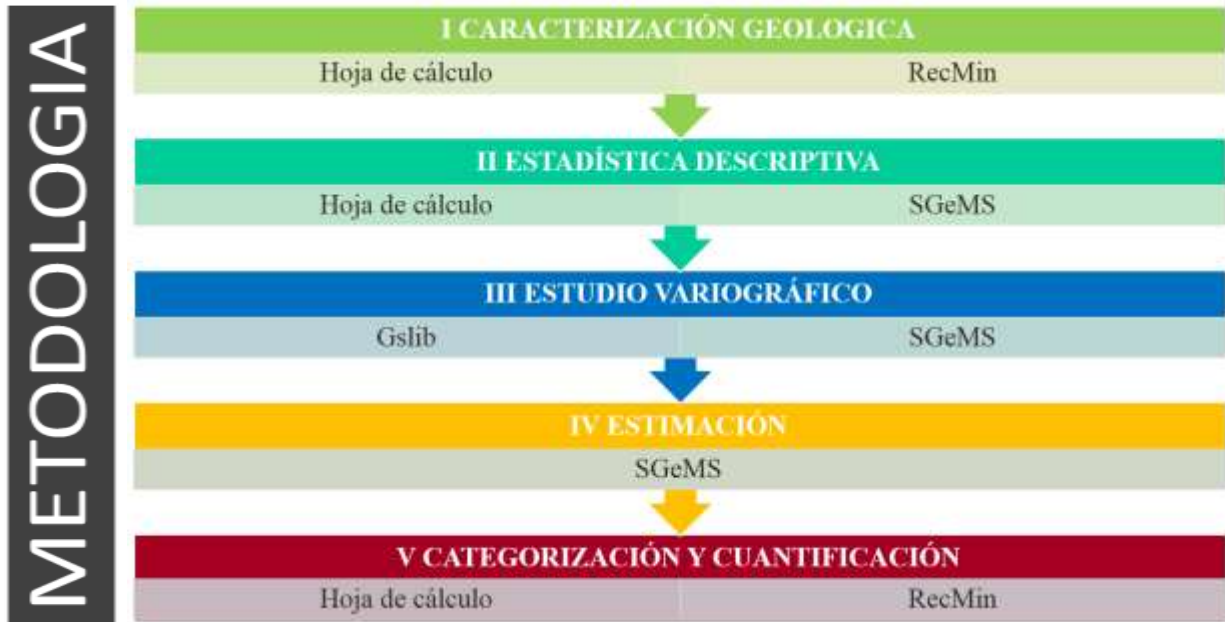 METODOLOGIA
I CARACTERIZACIÓN GEOLOGICA
Hoja de cálculo RecMin
II ESTADÍSTICA DESCRIPTIVA
Hoja de cálculo SGeMS
III ESTUDIO VARIOGRÁFICO
Gslib SGeMS
IV ESTIMACIÓN
SGeMS
V CATEGORIZACIÓN Y CUANTIFICACIÓN
Hoja de cálculo RecMin